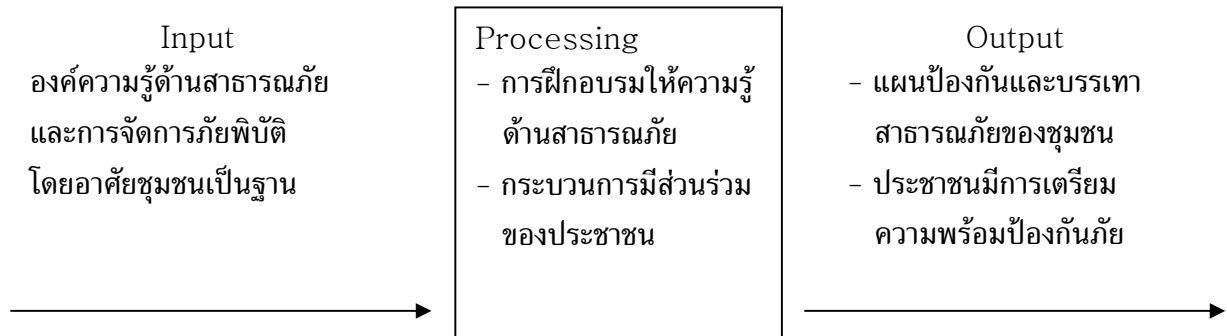 Input
องค์ความรู้ด้านสาธารณภัย
และการจัดการภัยพิบัติ
โดยอาศัยชุมชนเป็นฐาน
Processing
- การฝึกอบรมให้ความรู้
ด้านสาธารณภัย
- กระบวนการมีส่วนร่วม
ของประชาชน
Output
- แผนป้องกันและบรรเทา
สาธารณภัยของชุมชน
- ประชาชนมีการเตรียม
ความพร้อมป้องกันภัย